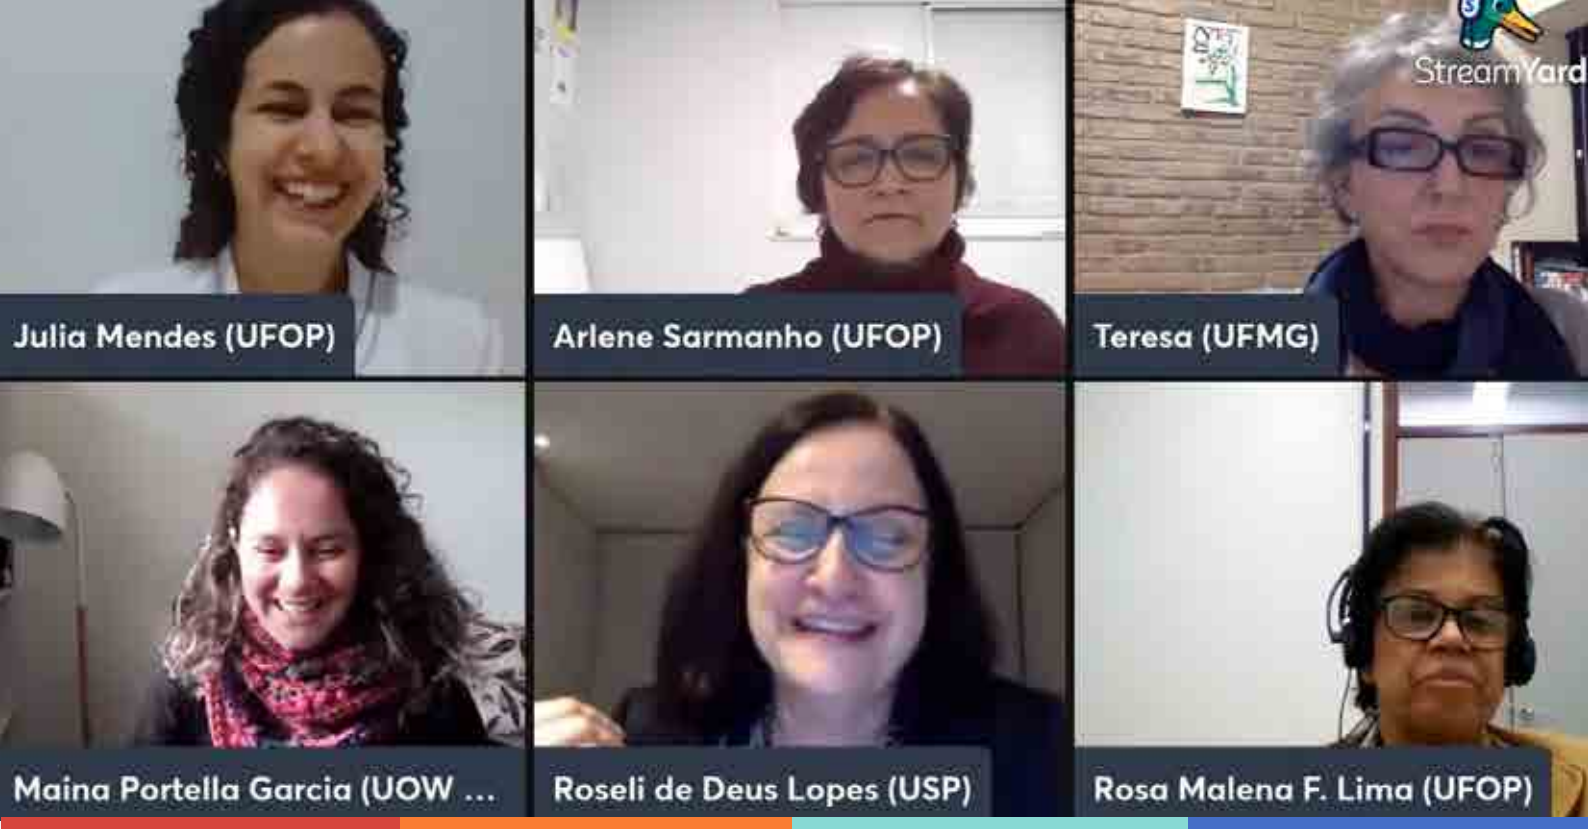 StreamYard
Julia Mendes (UFOP)
Arlene Sarmanho (UFOP)
Teresa (UFMG)
Maina Portella Garcia (UOW ...
Roseli de Deus Lopes (USP)
Rosa Malena F. Lima (UFOP)